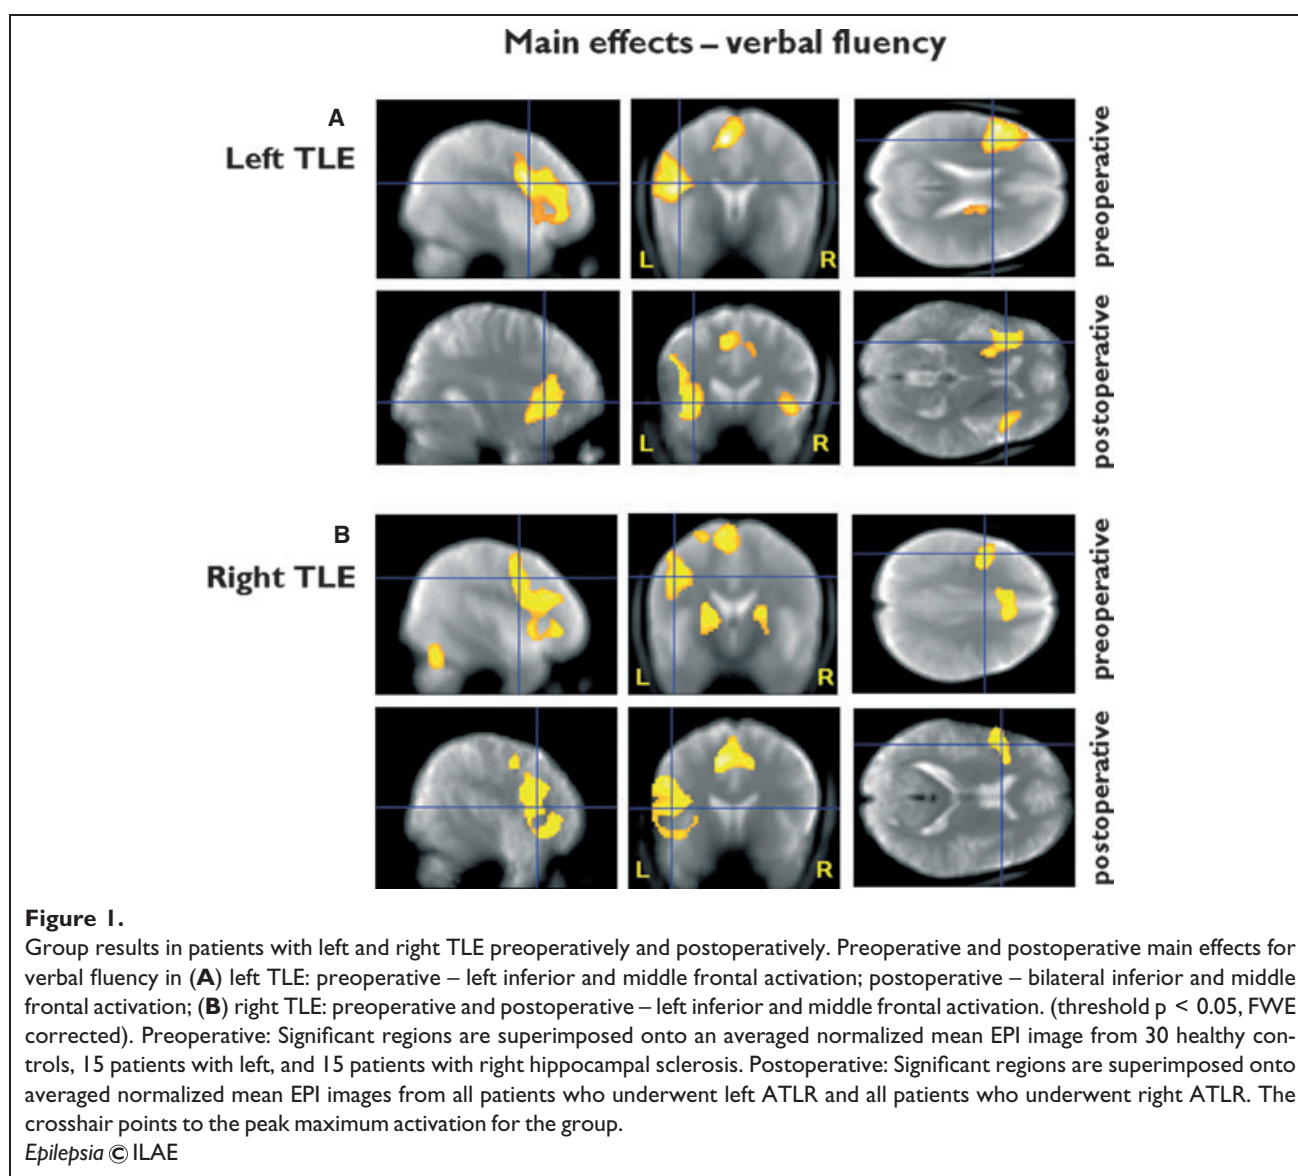 Main effects – verbal fluency
A
Left TLE
L
R
preoperative
L
R
postoperative
B
Right TLE
L
R
preoperative
L
R
postoperative
Figure 1.
Group results in patients with left and right TLE preoperatively and postoperatively. Preoperative and postoperative main effects for
verbal fluency in (A) left TLE: preoperative – left inferior and middle frontal activation; postoperative – bilateral inferior and middle
frontal activation; (B) right TLE: preoperative and postoperative – left inferior and middle frontal activation. (threshold p < 0.05, FWE
corrected). Preoperative: Significant regions are superimposed onto an averaged normalized mean EPI image from 30 healthy con-
trols, 15 patients with left, and 15 patients with right hippocampal sclerosis. Postoperative: Significant regions are superimposed onto
averaged normalized mean EPI images from all patients who underwent left ATLR and all patients who underwent right ATLR. The
crosshair points to the peak maximum activation for the group.
Epilepsia © ILAE